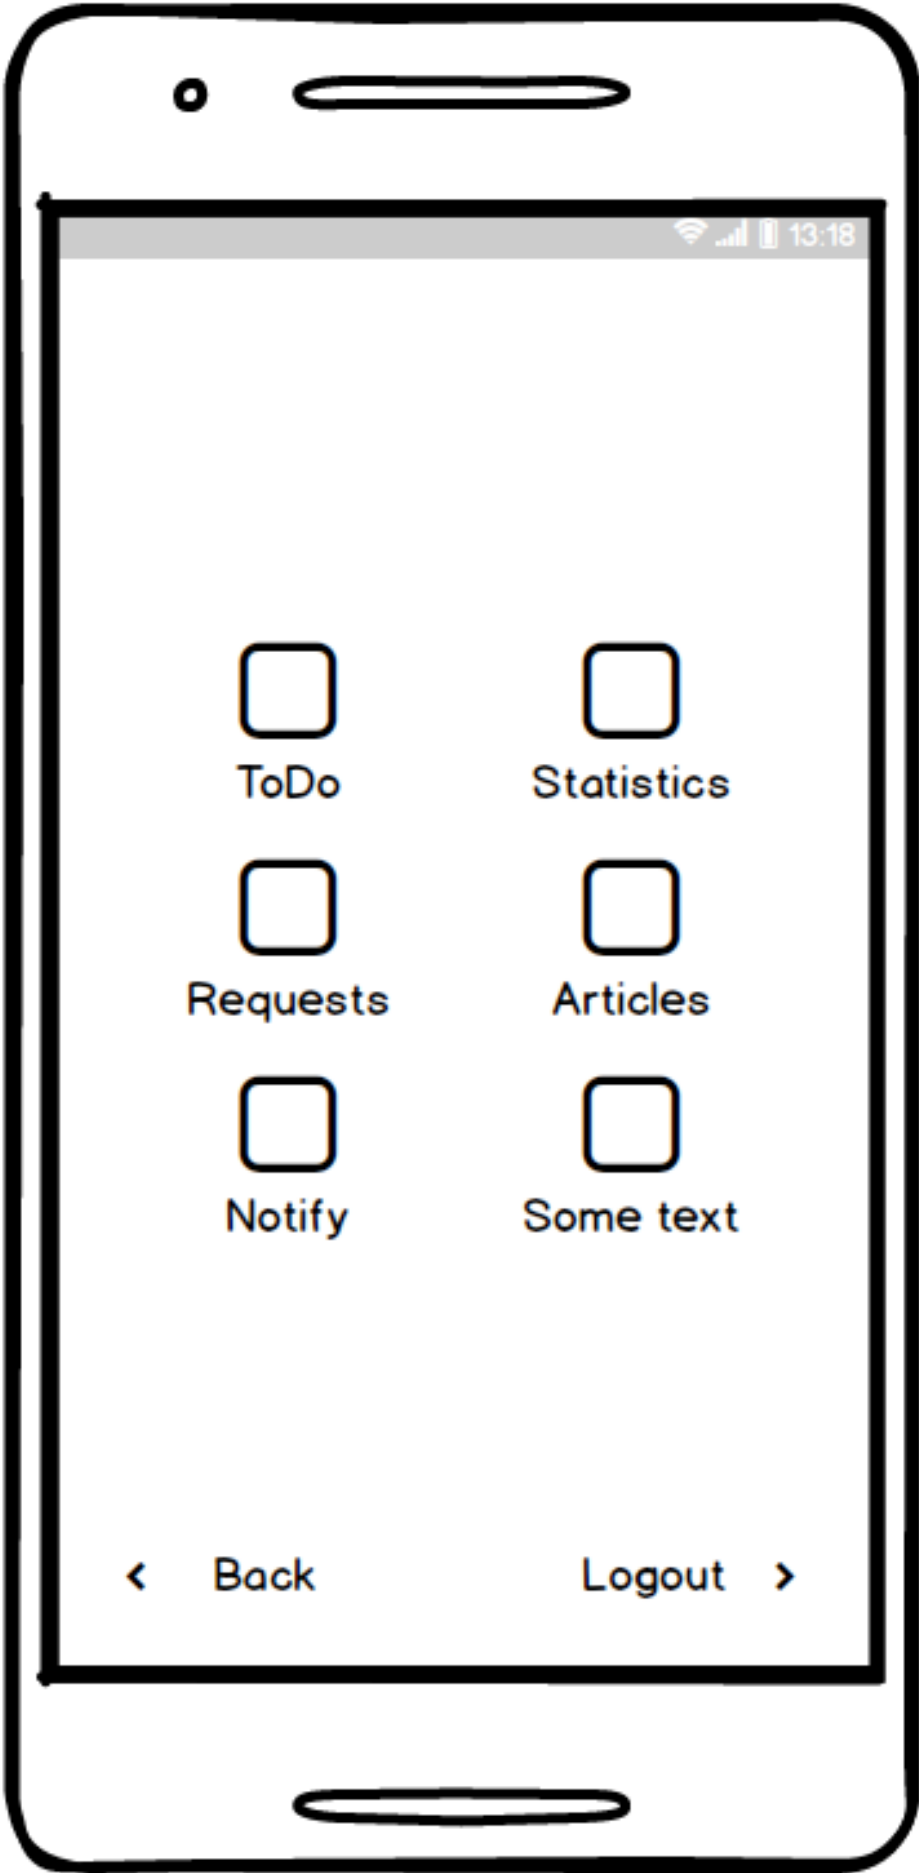 13:18
ToDo Statistics
Requests Articles
Notify Some text
< Back Logout >